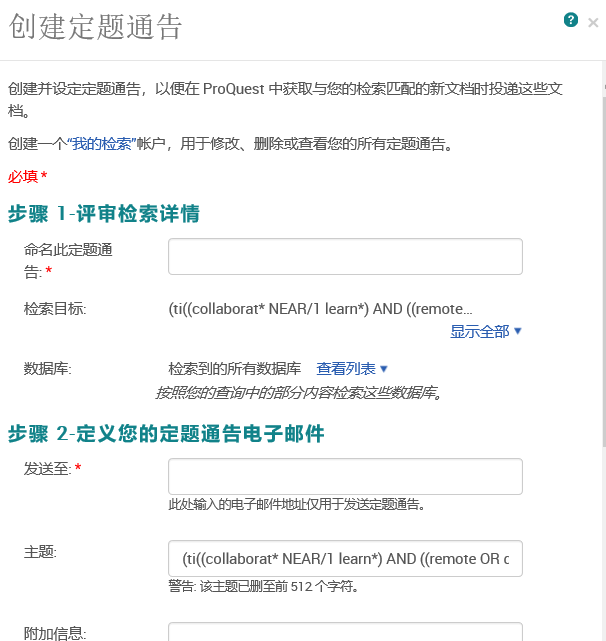 创建定题通告
? ×
创建并设定定题通告，以便在 ProQuest 中获取与您的检索匹配的新文档时投递这些文
档。
创建一个“我的检索”帐户，用于修改、删除或查看您的所有定题通告。
必填 *
步骤 1-评审检索详情
命名此定题通
告: *
检索目标: (ti((collaborat* NEAR/1 learn*) AND ((remote...
显示全部 ▼
数据库: 检索到的所有数据库 查看列表 ▼
按照您的查询中的部分内容检索这些数据库。
步骤 2-定义您的定题通告电子邮件
发送至: *
此处输入的电子邮件地址仅用于发送定题通告。
主题: (ti((collaborat* NEAR/1 learn*) AND ((remote OR
警告: 该主题已删至前 512 个字符。
附加信息: